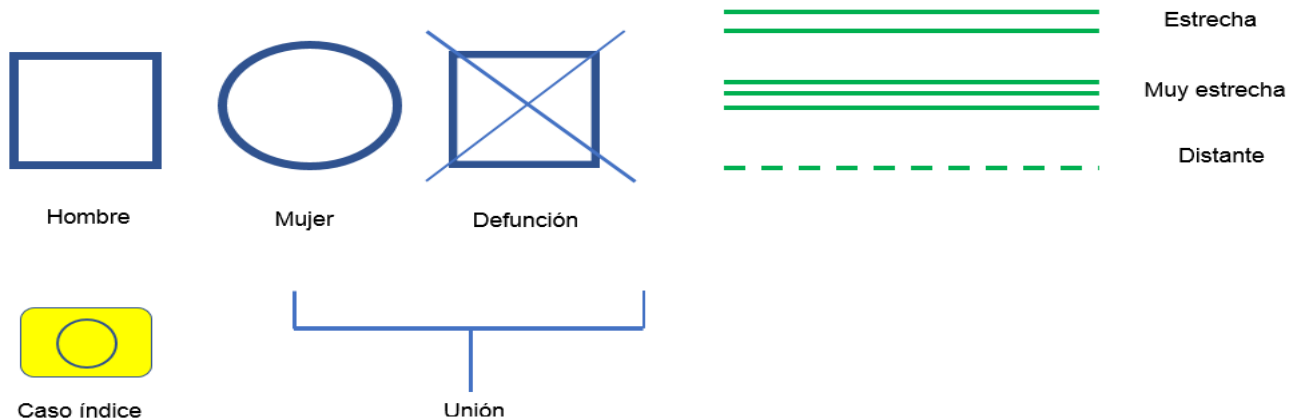 Estrecha
Muy estrecha
Distante
Hombre
Mujer
Defunción
Caso índice
Unión